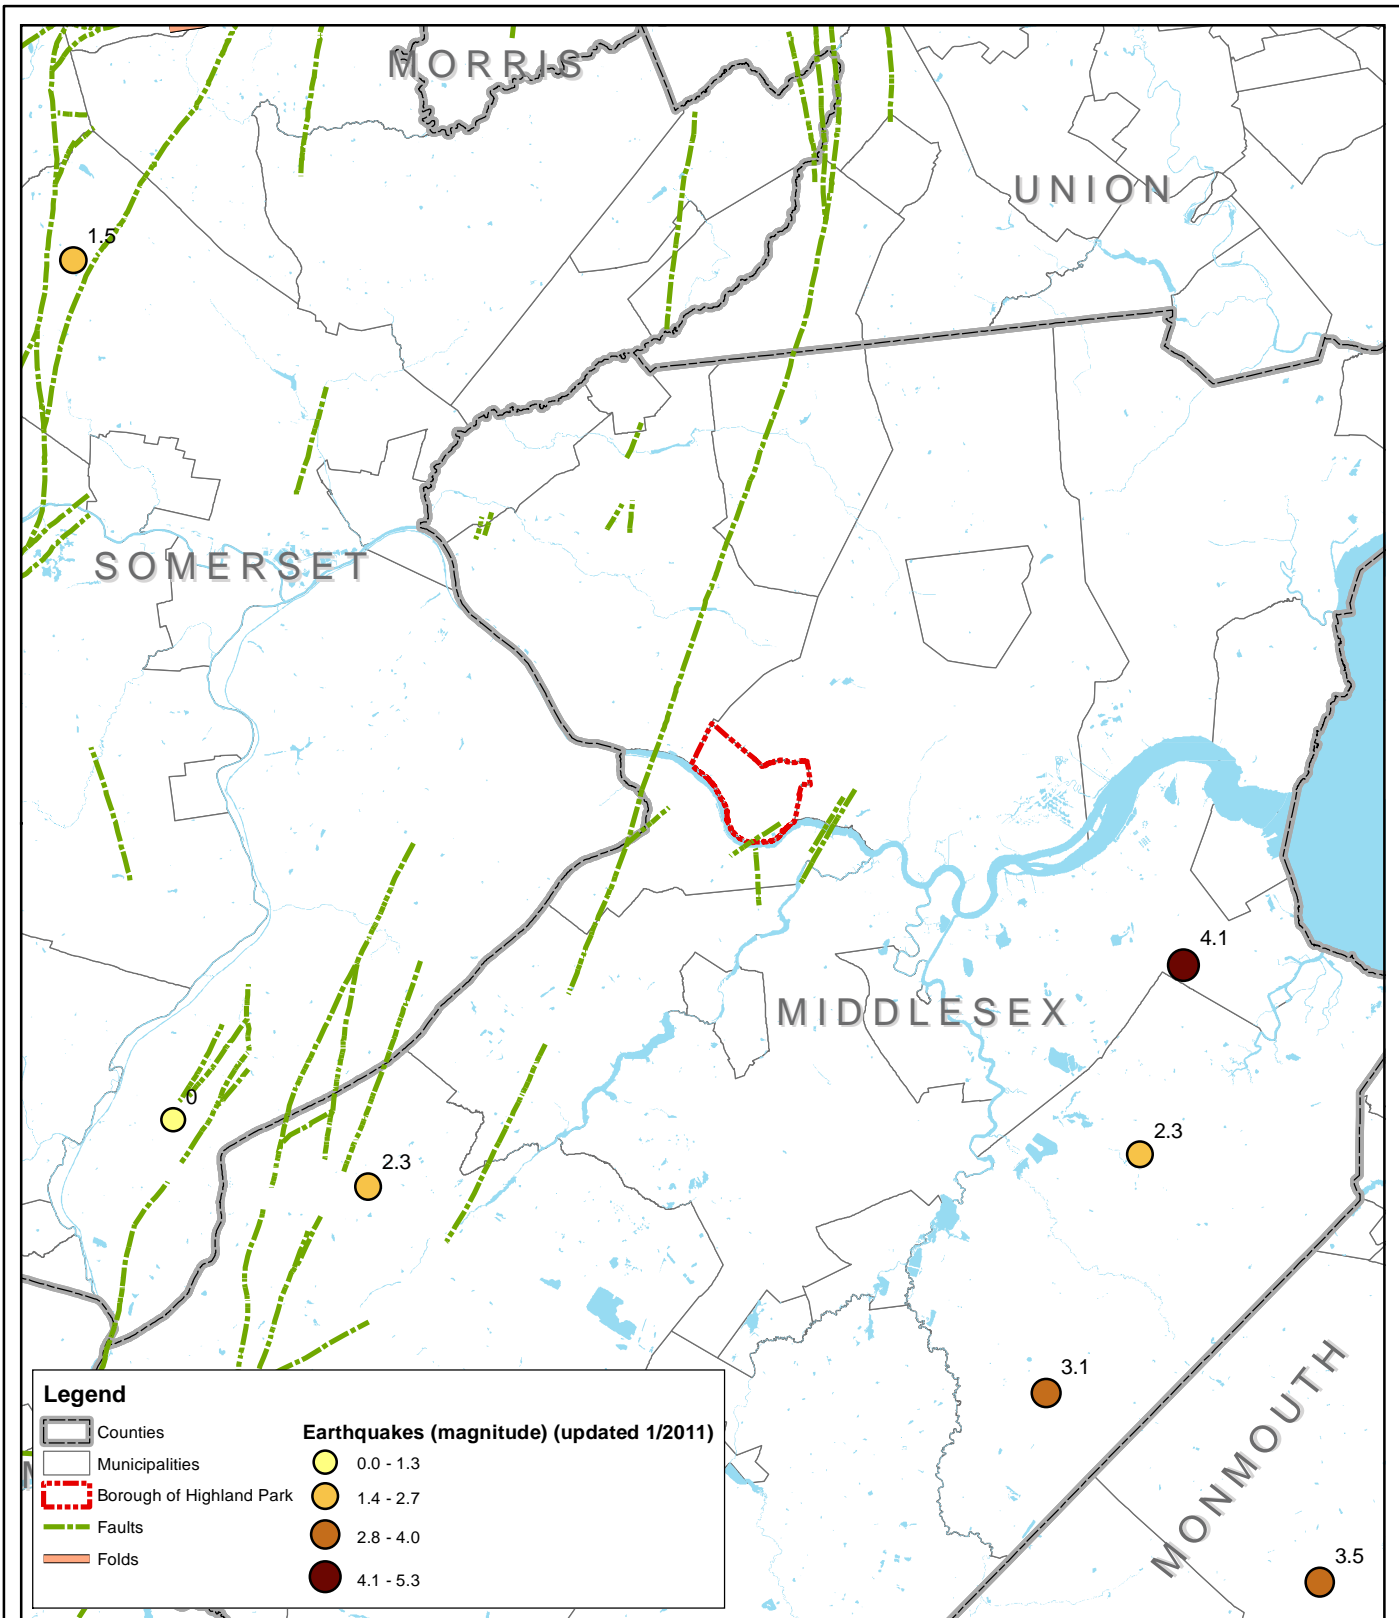 MORRIS
UNION
1.5
SOMERSET
4.1
MIDDLESEX
0
2.3
2.3
3.1
MONMOUTH
3.5
Legend
Counties
Municipalities
Borough of Highland Park
Faults
Folds
Earthquakes (magnitude) (updated 1/2011)
0.0 - 1.3
1.4 - 2.7
2.8 - 4.0
4.1 - 5.3